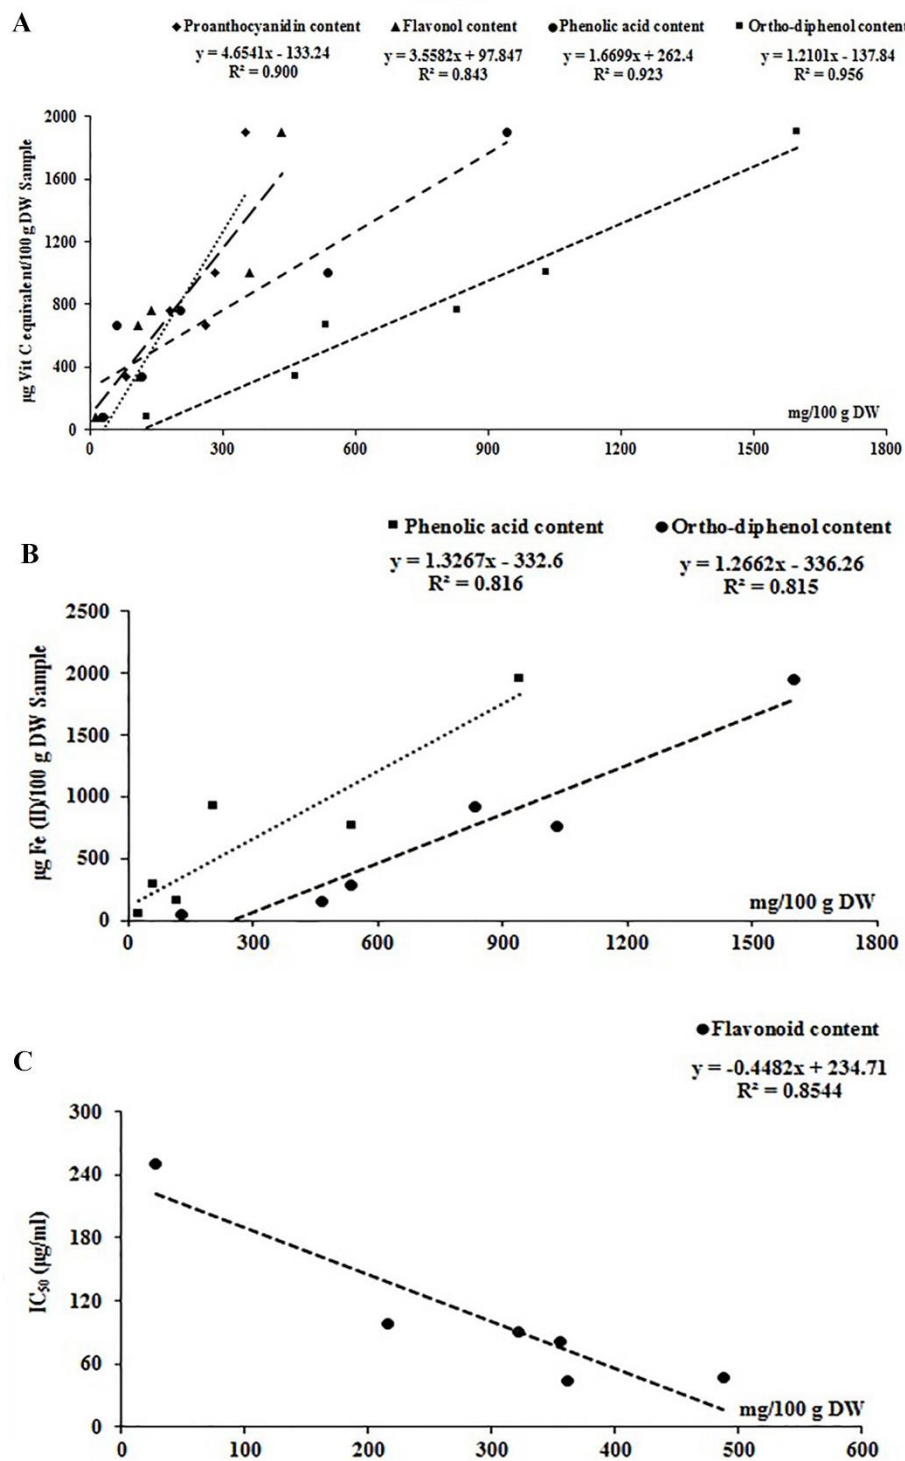 A
Proanthocyanidin content
y = 4.6541x - 133.24
R² = 0.900
Flavonol content
y = 3.5582x + 97.847
R² = 0.843
Phenolic acid content
y = 1.6699x + 262.4
R² = 0.923
Ortho-diphenol content
y = 1.2101x - 137.84
R² = 0.956
µg Vit C equivalent/100 g DW Sample
2000
1600
1200
800
400
0
mg/100 g DW
0 300 600 900 1200 1500 1800
B
Phenolic acid content
y = 1.3267x - 332.6
R² = 0.816
Ortho-diphenol content
y = 1.2662x - 336.26
R² = 0.815
µg Fe (II)/100 g DW Sample
2500
2000
1500
1000
500
0
mg/100 g DW
0 300 600 900 1200 1500 1800
C
Flavonoid content
y = -0.4482x + 234.71
R² = 0.8544
IC50 (µg/ml)
300
240
180
120
60
0
mg/100 g DW
0 100 200 300 400 500 600